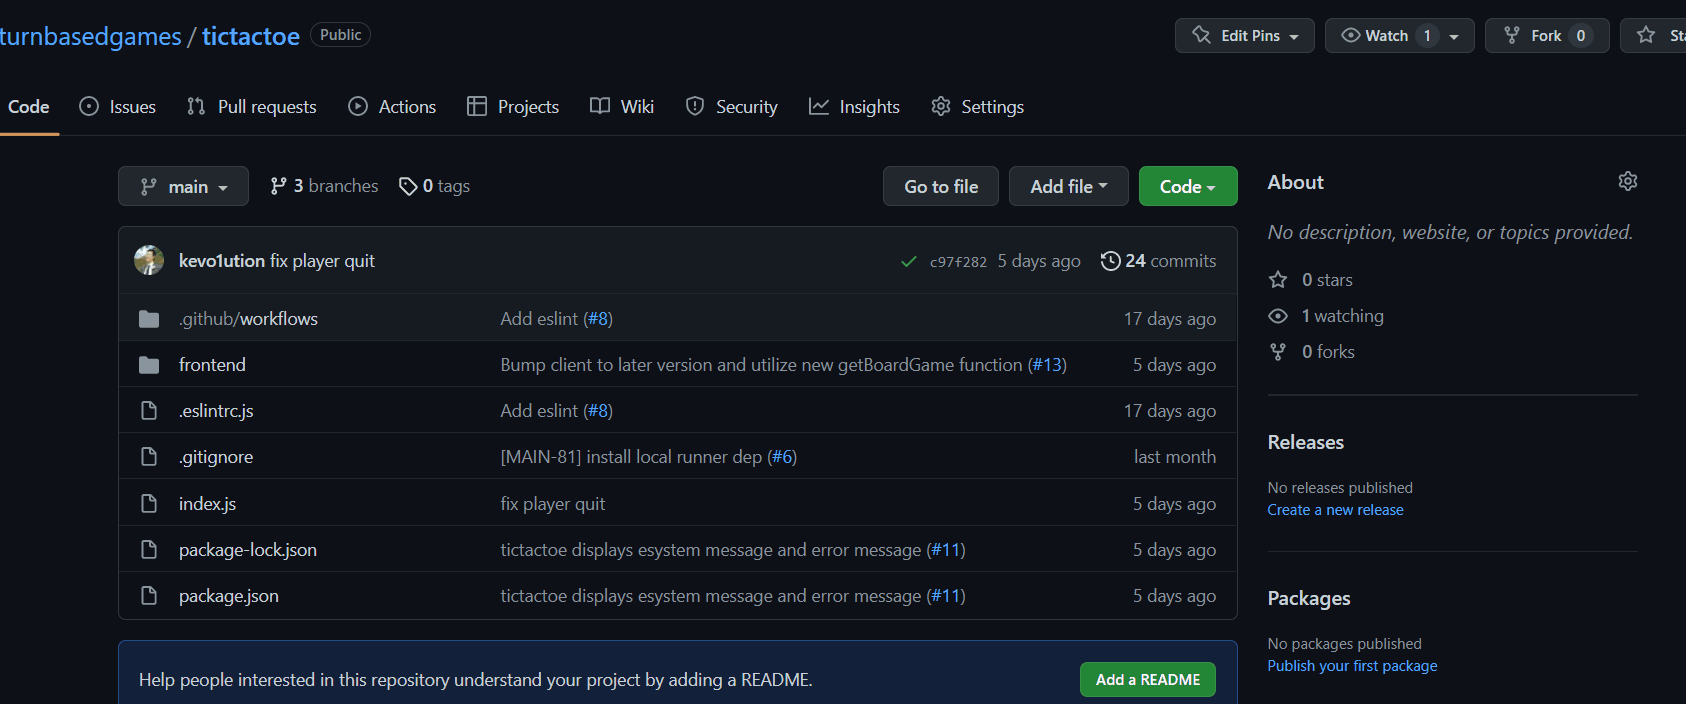 turnbasedgames / tictactoe Public
Edit Pins Watch 1 Fork 0
Code Issues Pull requests Actions Projects Wiki Security Insights Settings
main 3 branches 0 tags Go to file Add file Code
kevo1ution fix player quit c97f282 5 days ago 24 commits
.github/workflows Add eslint (#8) 17 days ago
frontend Bump client to later version and utilize new getBoardGame function (#13) 5 days ago
.eslintrc.js Add eslint (#8) 17 days ago
.gitignore [MAIN-81] install local runner dep (#6) last month
index.js fix player quit 5 days ago
package-lock.json tictactoe displays esystem message and error message (#11) 5 days ago
package.json tictactoe displays esystem message and error message (#11) 5 days ago
Help people interested in this repository understand your project by adding a README. Add a README
About
No description, website, or topics provided.
0 stars
1 watching
0 forks
Releases
No releases published
Create a new release
Packages
No packages published
Publish your first package